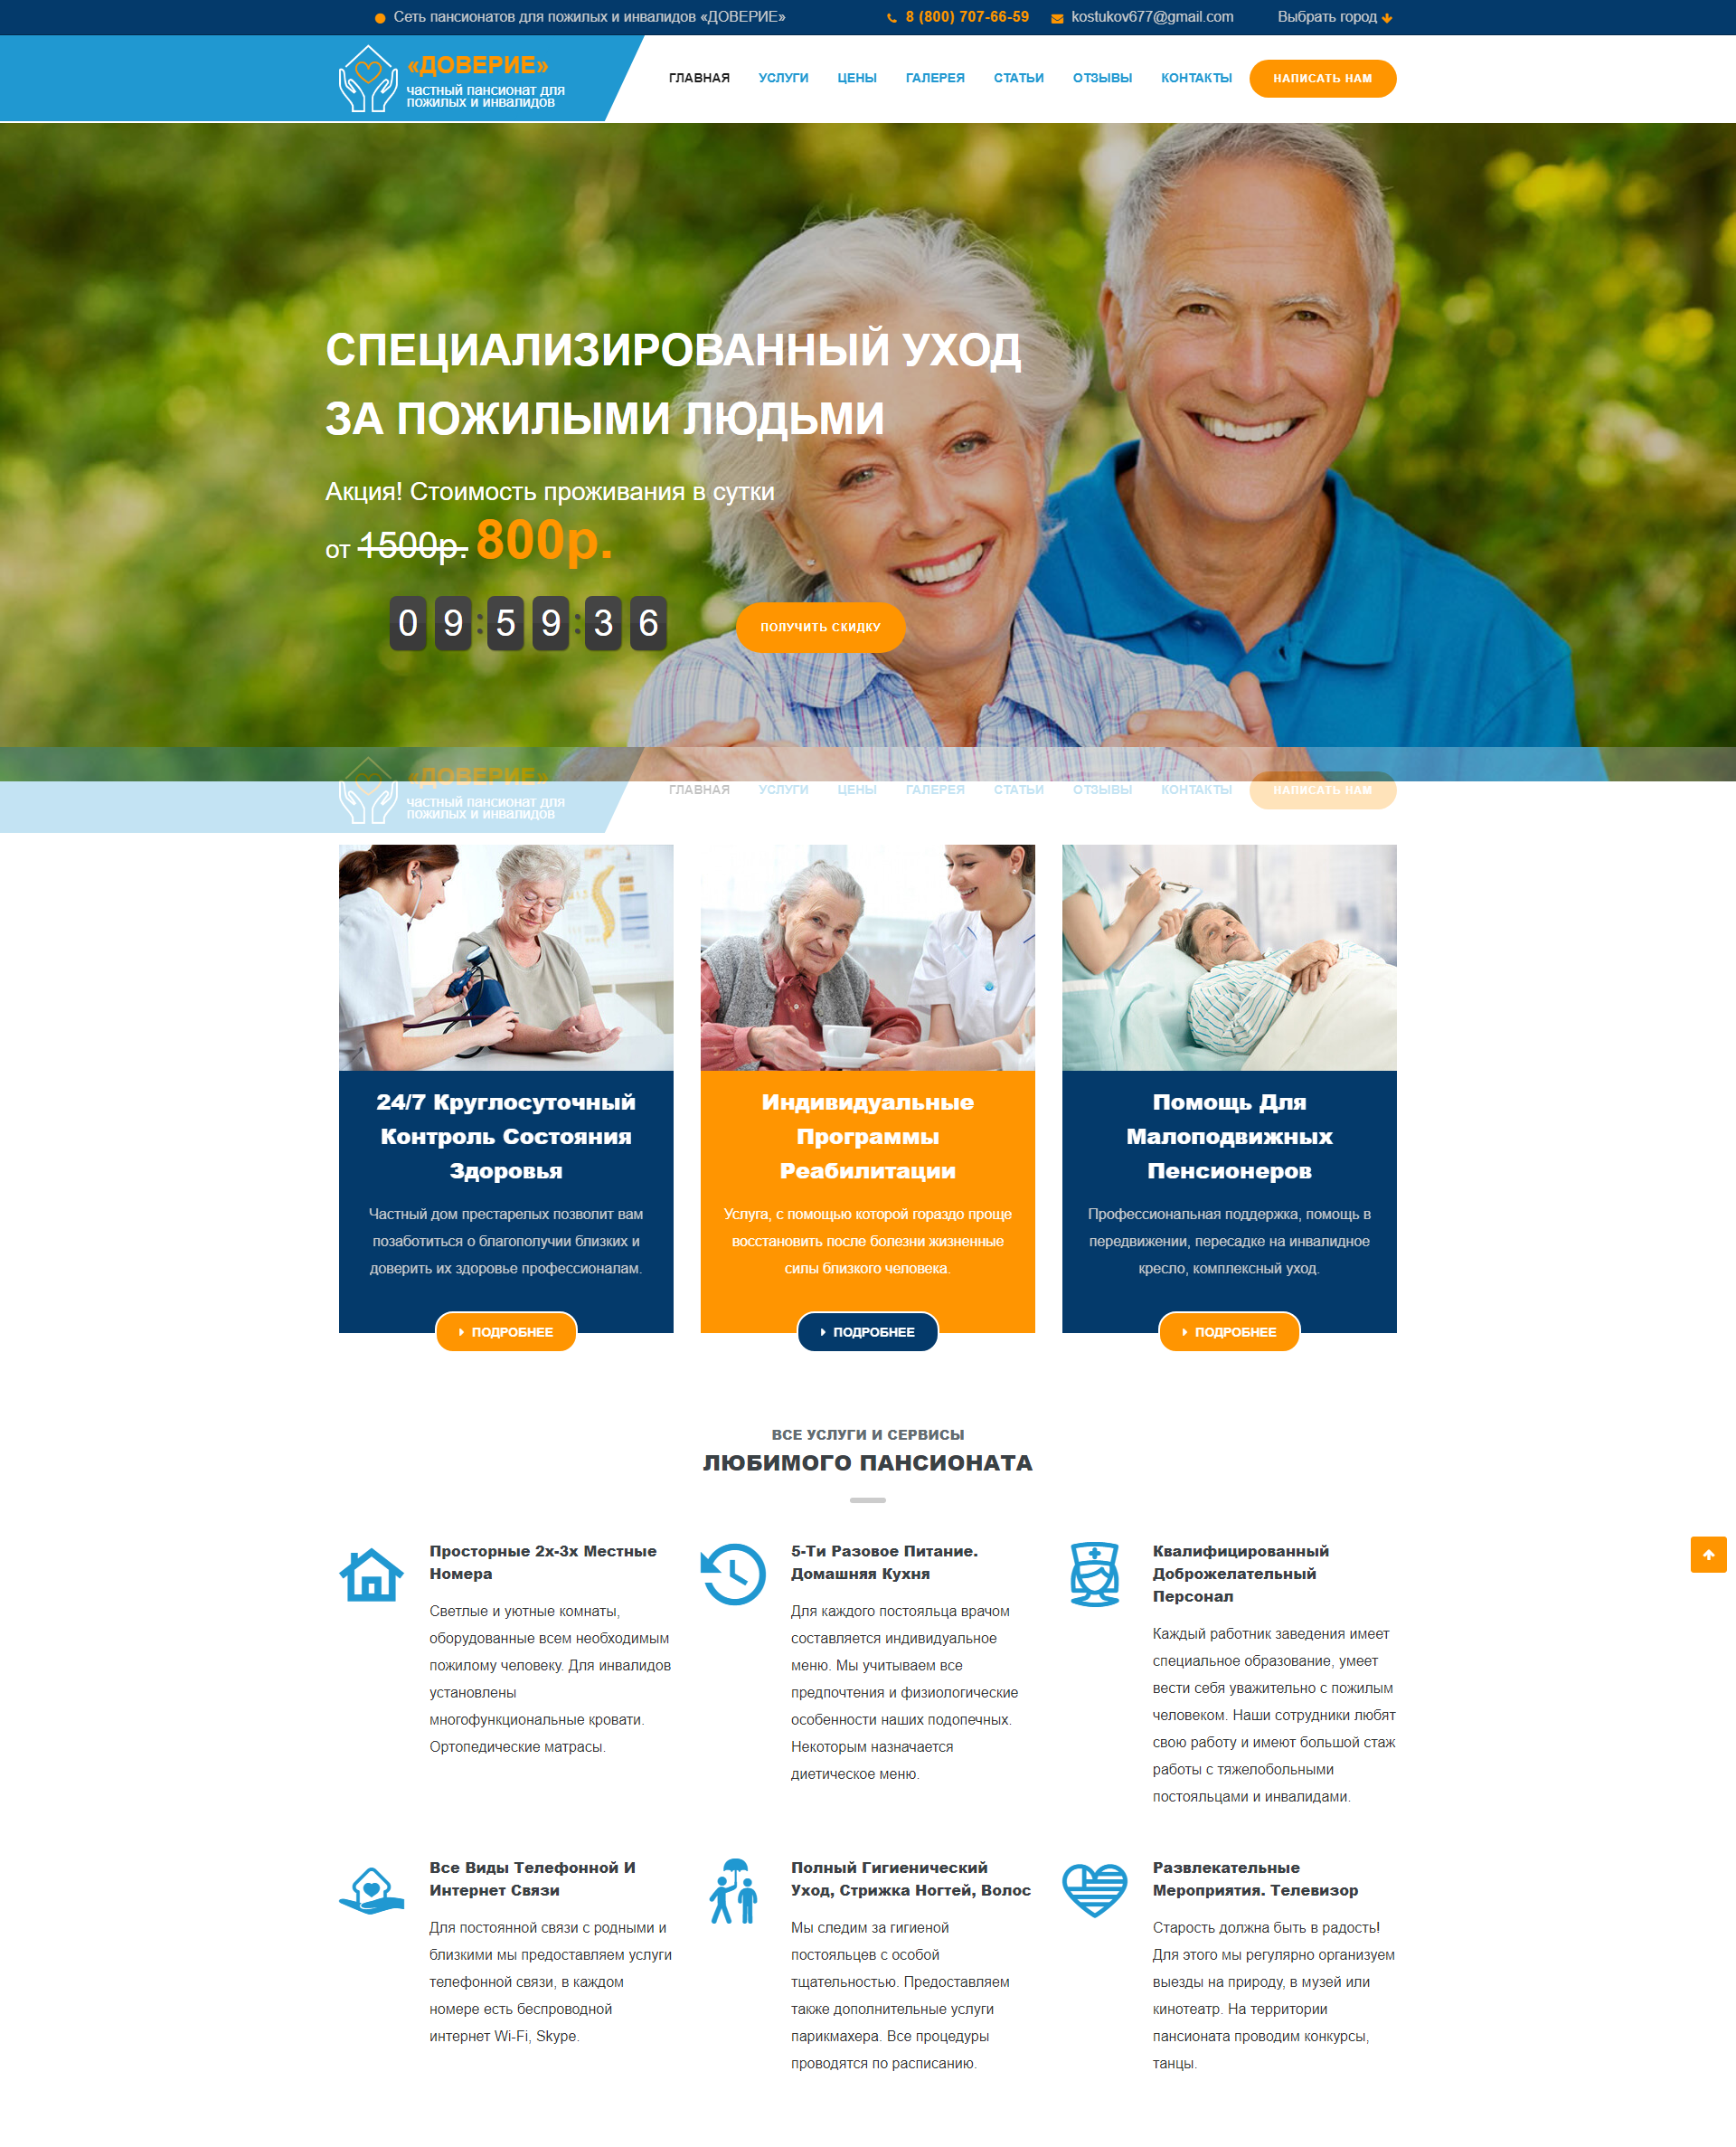 Сеть пансионатов для пожилых и инвалидов «ДОВЕРИЕ»
8 (800) 707-66-59
kostukov677@gmail.com
Выбрать город
«ДОВЕРИЕ»
частный пансионат для
пожилых и инвалидов
ГЛАВНАЯ УСЛУГИ ЦЕНЫ ГАЛЕРЕЯ СТАТЬИ ОТЗЫВЫ КОНТАКТЫ
НАПИСАТЬ НАМ
СПЕЦИАЛИЗИРОВАННЫЙ УХОД
ЗА ПОЖИЛЫМИ ЛЮДЬМИ
Акция! Стоимость проживания в сутки
от 1500р. 800р.
09:59:36
ПОЛУЧИТЬ СКИДКУ
«ДОВЕРИЕ»
частный пансионат для
пожилых и инвалидов
ГЛАВНАЯ УСЛУГИ ЦЕНЫ ГАЛЕРЕЯ СТАТЬИ ОТЗЫВЫ КОНТАКТЫ
НАПИСАТЬ НАМ
24/7 Круглосуточный
Контроль Состояния
Здоровья
Частный дом престарелых позволит вам
позаботиться о благополучии близких и
доверить их здоровье профессионалам.
ПОДРОБНЕЕ
Индивидуальные
Программы
Реабилитации
Услуга, с помощью которой гораздо проще
восстановить после болезни жизненные
силы близкого человека.
ПОДРОБНЕЕ
Помощь Для
Малоподвижных
Пенсионеров
Профессиональная поддержка, помощь в
передвижении, пересадке на инвалидное
кресло, комплексный уход.
ПОДРОБНЕЕ
ВСЕ УСЛУГИ И СЕРВИСЫ
ЛЮБИМОГО ПАНСИОНАТА
Просторные 2х-3х Местные
Номера
Светлые и уютные комнаты,
оборудованные всем необходимым
пожилому человеку. Для инвалидов
установлены
многофункциональные кровати.
Ортопедические матрасы.
5-Ти Разовое Питание.
Домашняя Кухня
Для каждого постояльца врачом
составляется индивидуальное
меню. Мы учитываем все
предпочтения и физиологические
особенности наших подопечных.
Некоторым назначается
диетическое меню.
Квалифицированный
Доброжелательный
Персонал
Каждый работник заведения имеет
специальное образование, умеет
вести себя уважительно с пожилым
человеком. Наши сотрудники любят
свою работу и имеют большой стаж
работы с тяжелобольными
постояльцами и инвалидами.
Все Виды Телефонной И
Интернет Связи
Для постоянной связи с родными и
близкими мы предоставляем услуги
телефонной связи, в каждом
номере есть беспроводной
интернет Wi-Fi, Skype.
Полный Гигиенический
Уход, Стрижка Ногтей, Волос
Мы следим за гигиеной
постояльцев с особой
тщательностью. Предоставляем
также дополнительные услуги
парикмахера. Все процедуры
проводятся по расписанию.
Развлекательные
Мероприятия. Телевизор
Старость должна быть в радость!
Для этого мы регулярно организуем
выезды на природу, в музей или
кинотеатр. На территории
пансионата проводим конкурсы,
танцы.